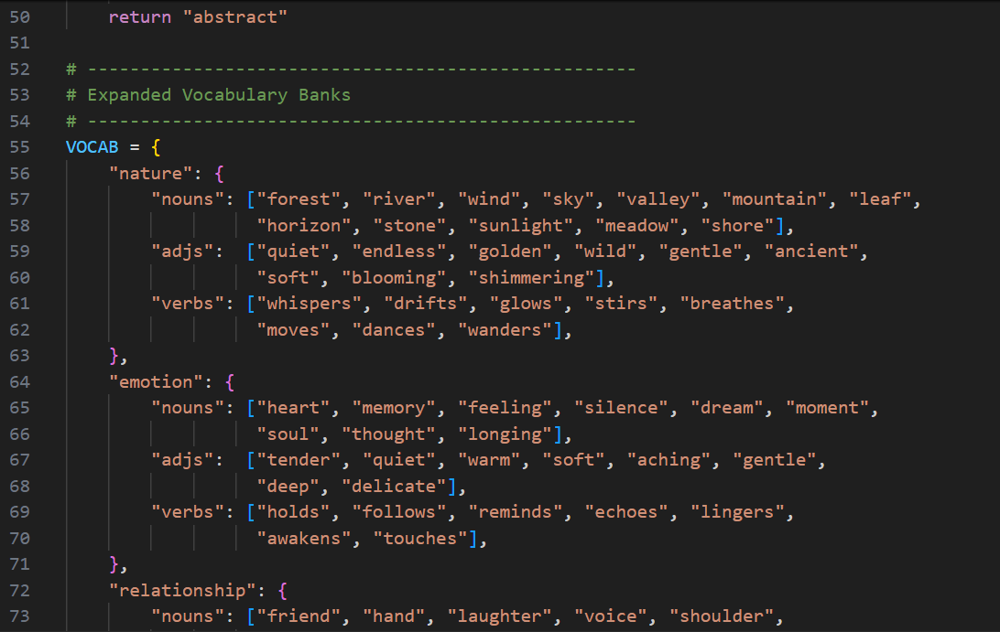 50 return "abstract"
51
52 # ---------------------------------------------------
53 # Expanded Vocabulary Banks
54 # ---------------------------------------------------
55 VOCAB = {
56 "nature": {
57 "nouns": ["forest", "river", "wind", "sky", "valley", "mountain", "leaf",
58 "horizon", "stone", "sunlight", "meadow", "shore"],
59 "adjs":  ["quiet", "endless", "golden", "wild", "gentle", "ancient",
60 "soft", "blooming", "shimmering"],
61 "verbs": ["whispers", "drifts", "glows", "stirs", "breathes",
62 "moves", "dances", "wanders"],
63 },
64 "emotion": {
65 "nouns": ["heart", "memory", "feeling", "silence", "dream", "moment",
66 "soul", "thought", "longing"],
67 "adjs":  ["tender", "quiet", "warm", "soft", "aching", "gentle",
68 "deep", "delicate"],
69 "verbs": ["holds", "follows", "reminds", "echoes", "lingers",
70 "awakens", "touches"],
71 },
72 "relationship": {
73 "nouns": ["friend", "hand", "laughter", "voice", "shoulder",